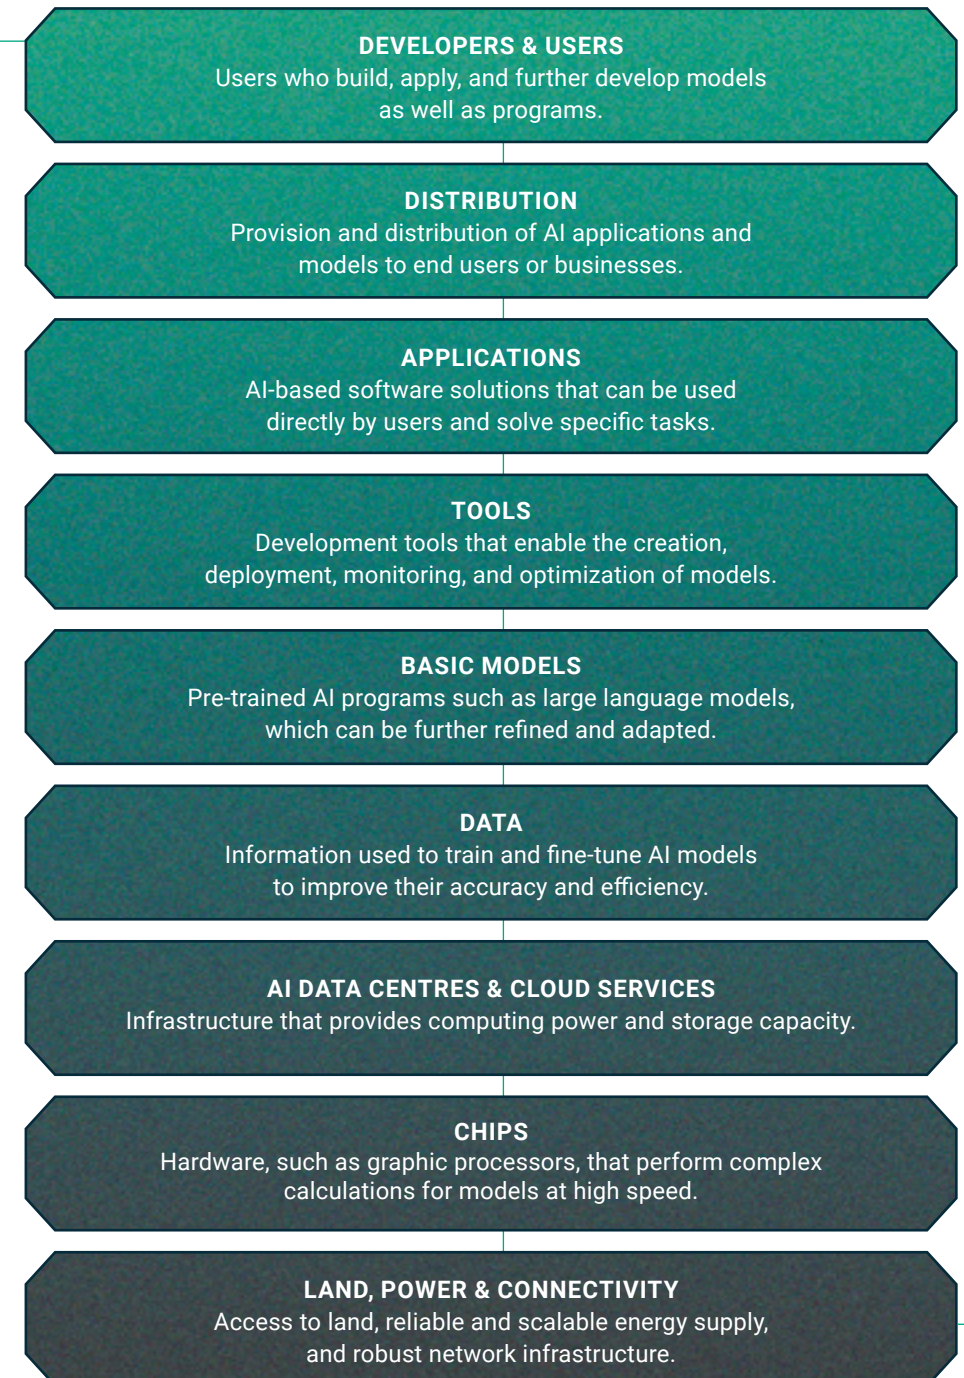 DEVELOPERS & USERS
Users who build, apply, and further develop models
as well as programs.
DISTRIBUTION
Provision and distribution of AI applications and
models to end users or businesses.
APPLICATIONS
AI-based software solutions that can be used
directly by users and solve specific tasks.
TOOLS
Development tools that enable the creation,
deployment, monitoring, and optimization of models.
BASIC MODELS
Pre-trained AI programs such as large language models,
which can be further refined and adapted.
DATA
Information used to train and fine-tune AI models
to improve their accuracy and efficiency.
AI DATA CENTRES & CLOUD SERVICES
Infrastructure that provides computing power and storage capacity.
CHIPS
Hardware, such as graphic processors, that perform complex
calculations for models at high speed.
LAND, POWER & CONNECTIVITY
Access to land, reliable and scalable energy supply,
and robust network infrastructure.